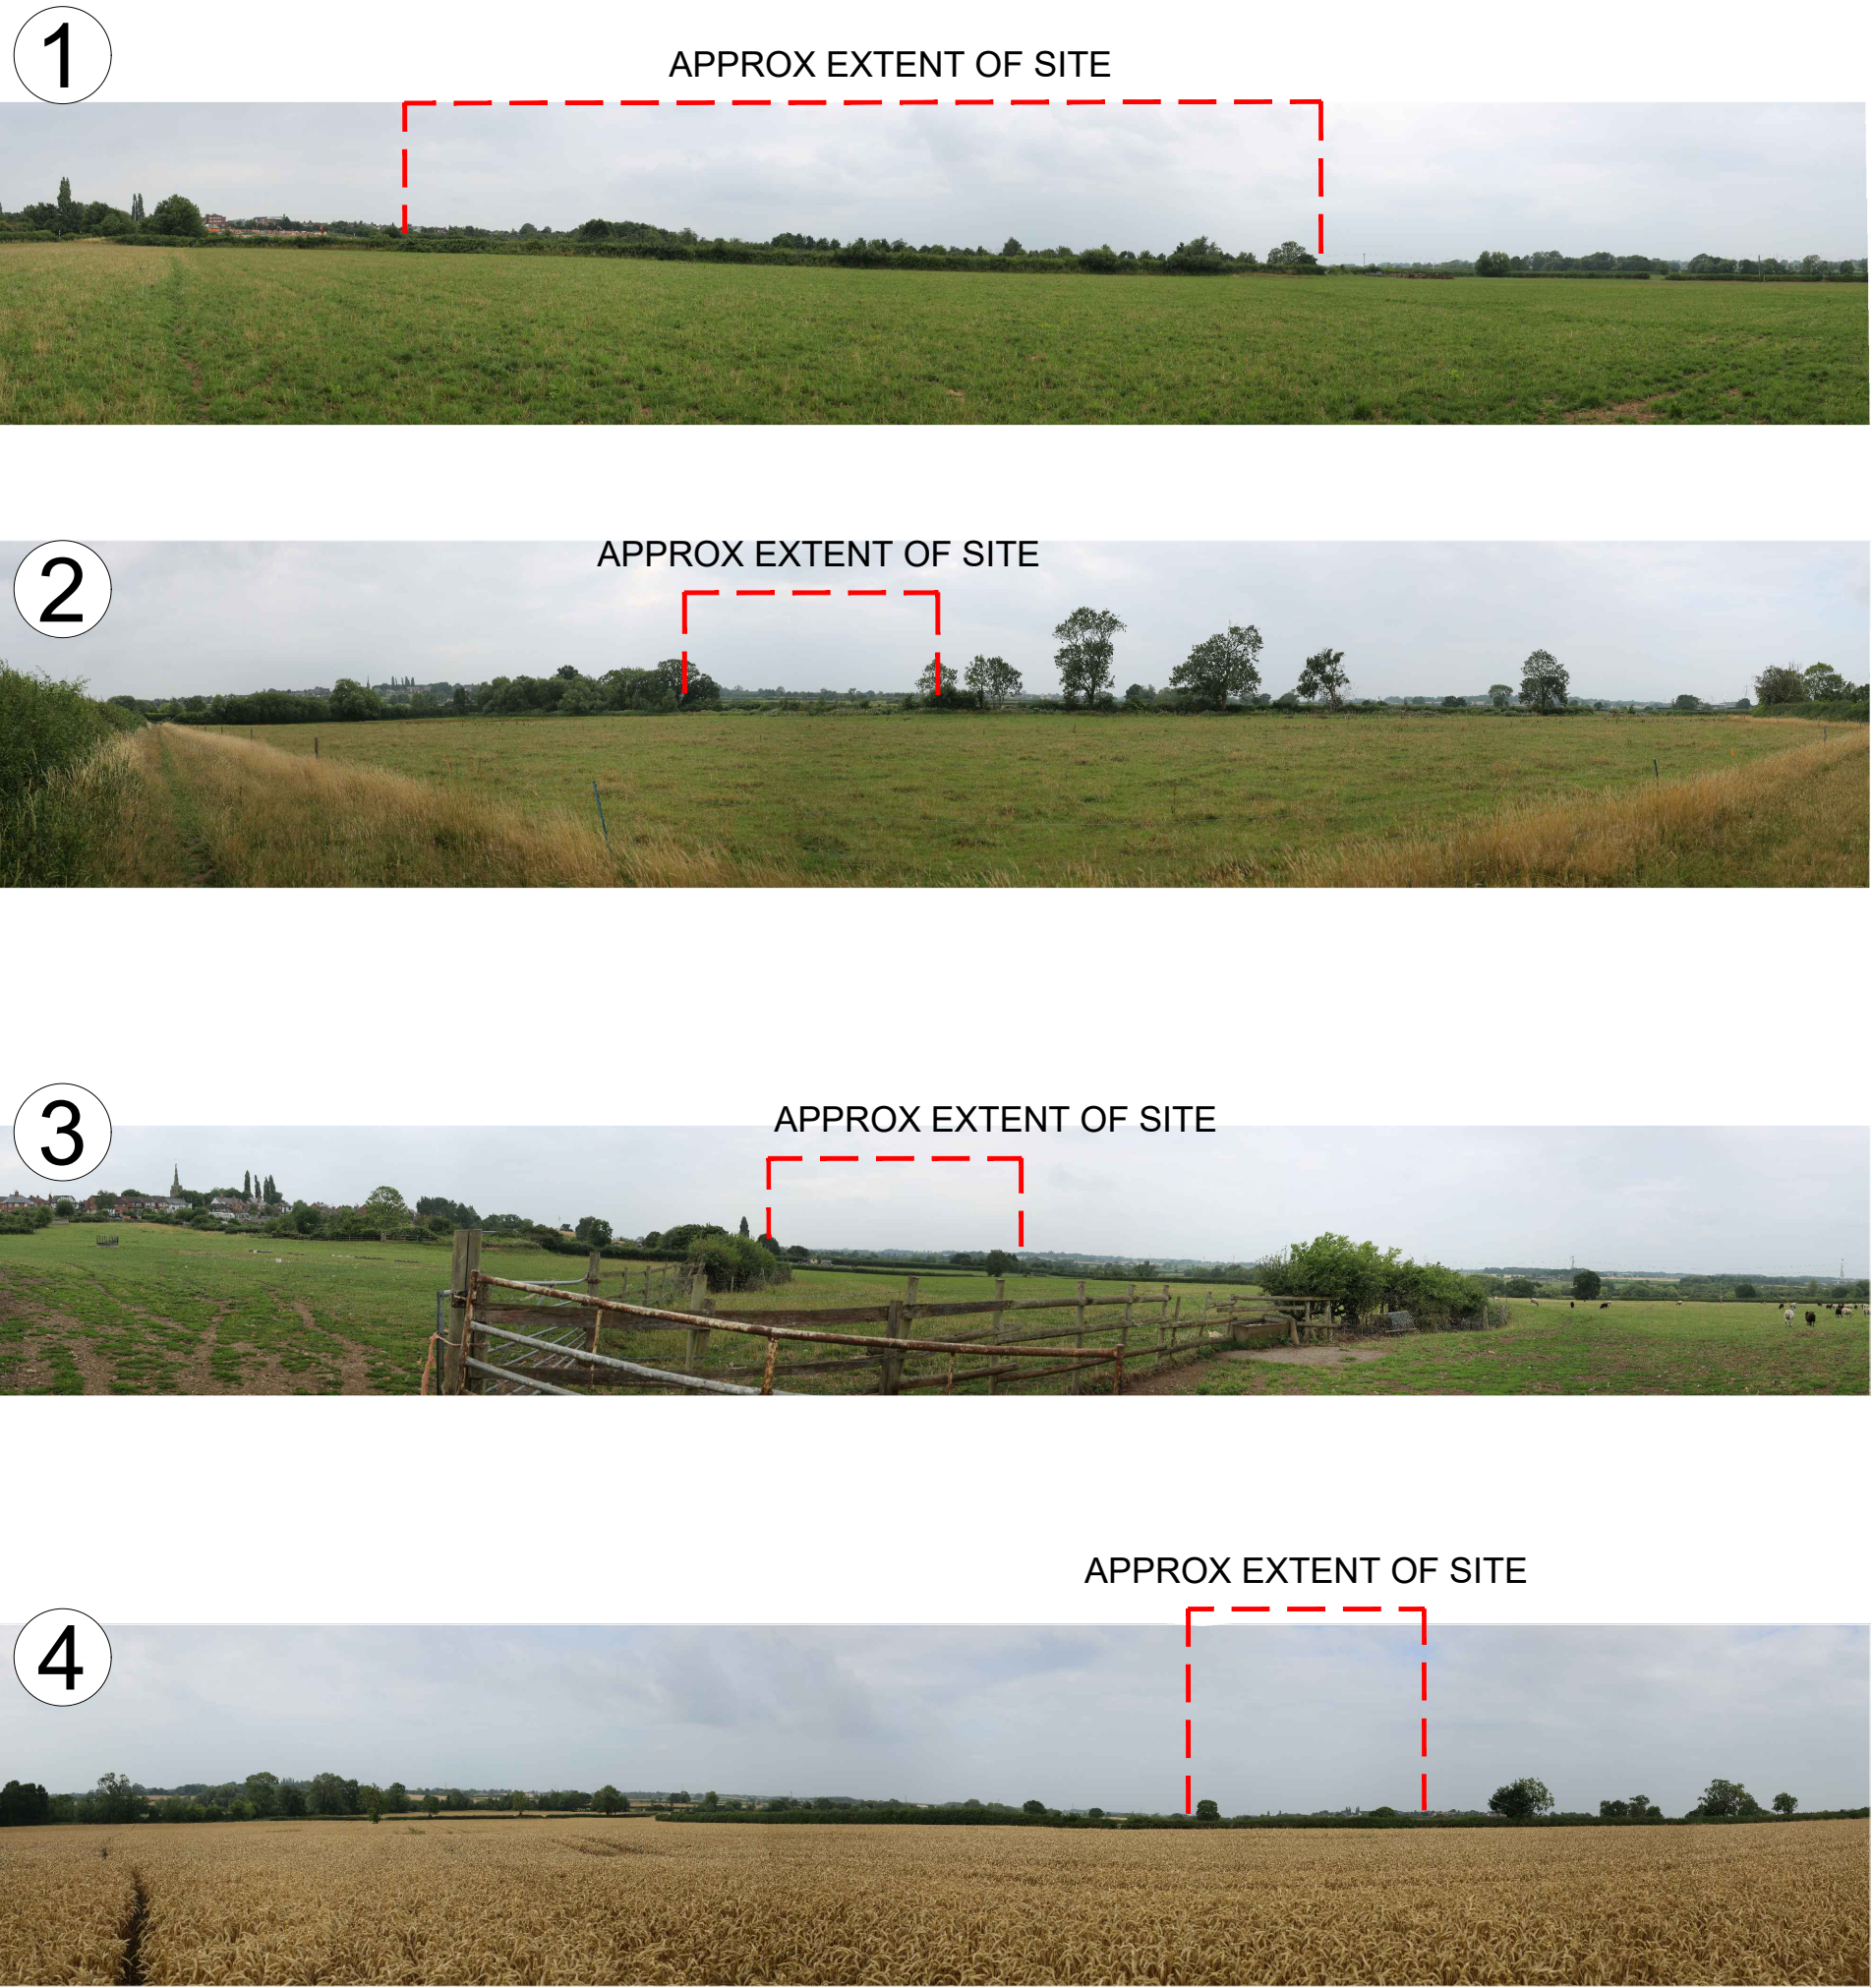 1
APPROX EXTENT OF SITE
2
APPROX EXTENT OF SITE
3
APPROX EXTENT OF SITE
4
APPROX EXTENT OF SITE